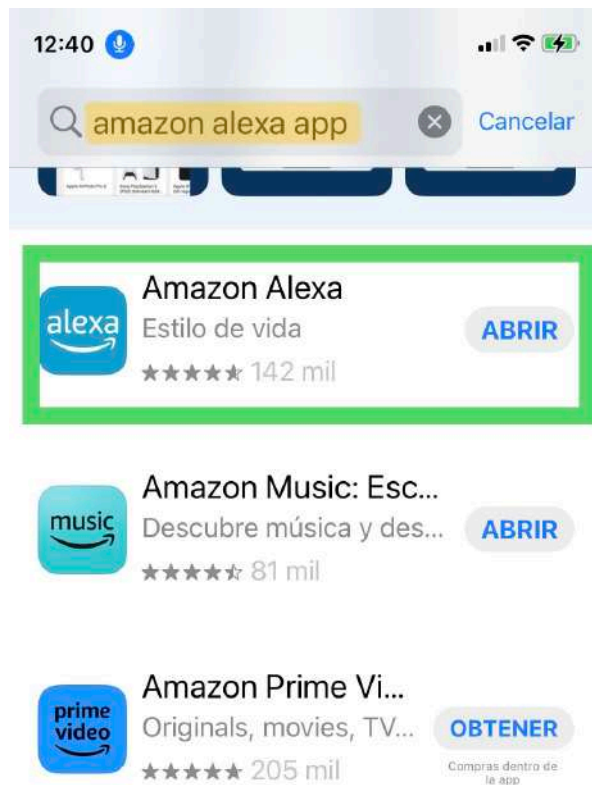 12:40
amazon alexa app
Cancelar
alexa
Amazon Alexa
Estilo de vida
ABRIR
142 mil
music
Amazon Music: Esc...
Descubre música y des...
ABRIR
81 mil
prime
video
Amazon Prime Vi...
Originals, movies, TV...
OBTENER
205 mil
Compras dentro de
la app